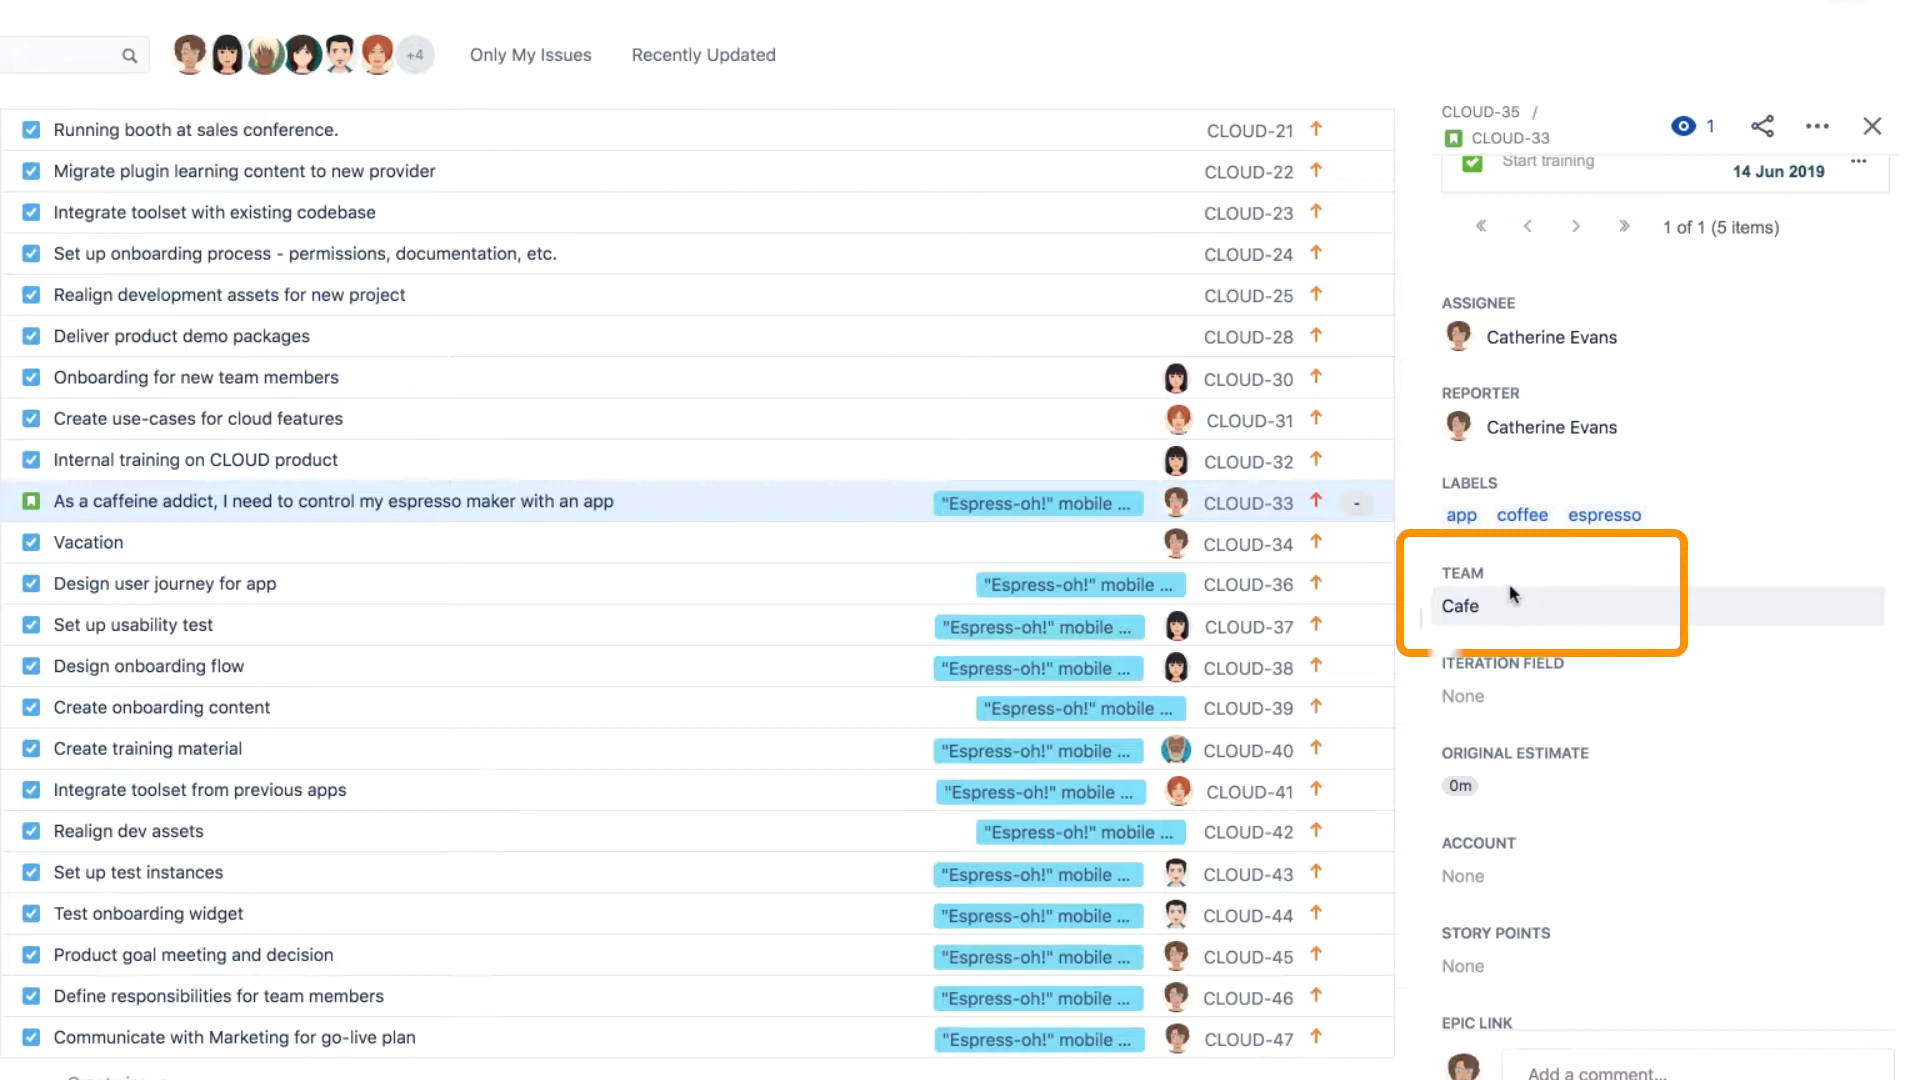 +4
Only My Issues
Recently Updated
Running booth at sales conference. CLOUD-21
Migrate plugin learning content to new provider CLOUD-22
Integrate toolset with existing codebase CLOUD-23
Set up onboarding process - permissions, documentation, etc. CLOUD-24
Realign development assets for new project CLOUD-25
Deliver product demo packages CLOUD-28
Onboarding for new team members CLOUD-30
Create use-cases for cloud features CLOUD-31
Internal training on CLOUD product CLOUD-32
As a caffeine addict, I need to control my espresso maker with an app "Espress-oh!" mobile ... CLOUD-33 -
Vacation CLOUD-34
Design user journey for app "Espress-oh!" mobile ... CLOUD-36
Set up usability test "Espress-oh!" mobile ... CLOUD-37
Design onboarding flow "Espress-oh!" mobile ... CLOUD-38
Create onboarding content "Espress-oh!" mobile ... CLOUD-39
Create training material "Espress-oh!" mobile ... CLOUD-40
Integrate toolset from previous apps "Espress-oh!" mobile ... CLOUD-41
Realign dev assets "Espress-oh!" mobile ... CLOUD-42
Set up test instances "Espress-oh!" mobile ... CLOUD-43
Test onboarding widget "Espress-oh!" mobile ... CLOUD-44
Product goal meeting and decision "Espress-oh!" mobile ... CLOUD-45
Define responsibilities for team members "Espress-oh!" mobile ... CLOUD-46
Communicate with Marketing for go-live plan "Espress-oh!" mobile ... CLOUD-47
CLOUD-35 /
CLOUD-33
1
Start training
14 Jun 2019
1 of 1 (5 items)
ASSIGNEE
Catherine Evans
REPORTER
Catherine Evans
LABELS
app coffee espresso
TEAM
Cafe
ITERATION FIELD
None
ORIGINAL ESTIMATE
0m
ACCOUNT
None
STORY POINTS
None
EPIC LINK
Add a comment...